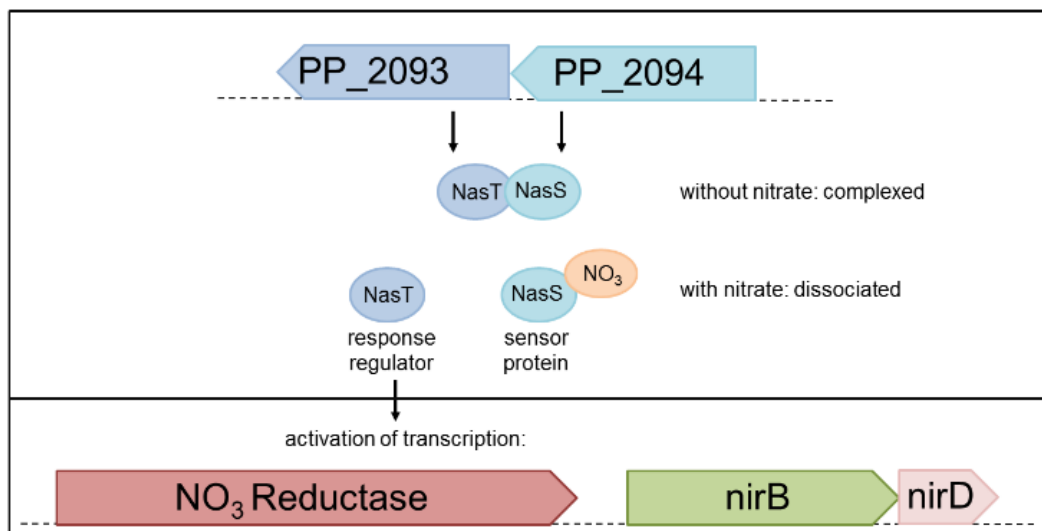 PP_2093 PP_2094
NasT NasS without nitrate: complexed
NO₃
NasT NasS with nitrate: dissociated
response sensor
regulator protein
activation of transcription:
NO₃ Reductase nirB nirD